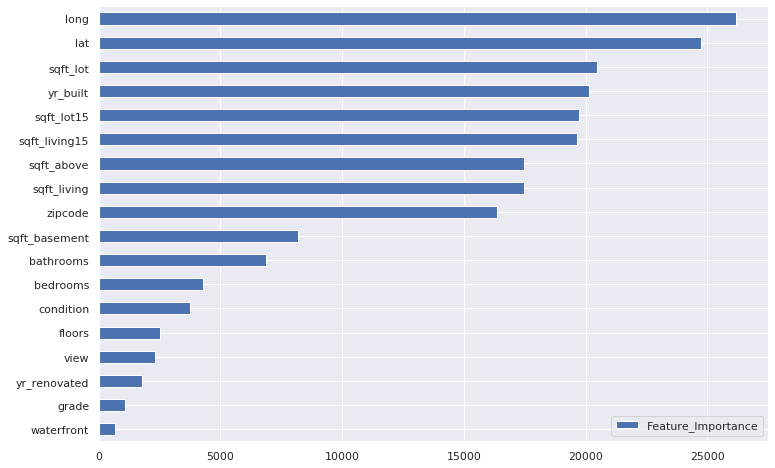 long
lat
sqft_lot
yr_built
sqft_lot15
sqft_living15
sqft_above
sqft_living
zipcode
sqft_basement
bathrooms
bedrooms
condition
floors
view
yr_renovated
grade
waterfront
Feature_Importance
0 5000 10000 15000 20000 25000